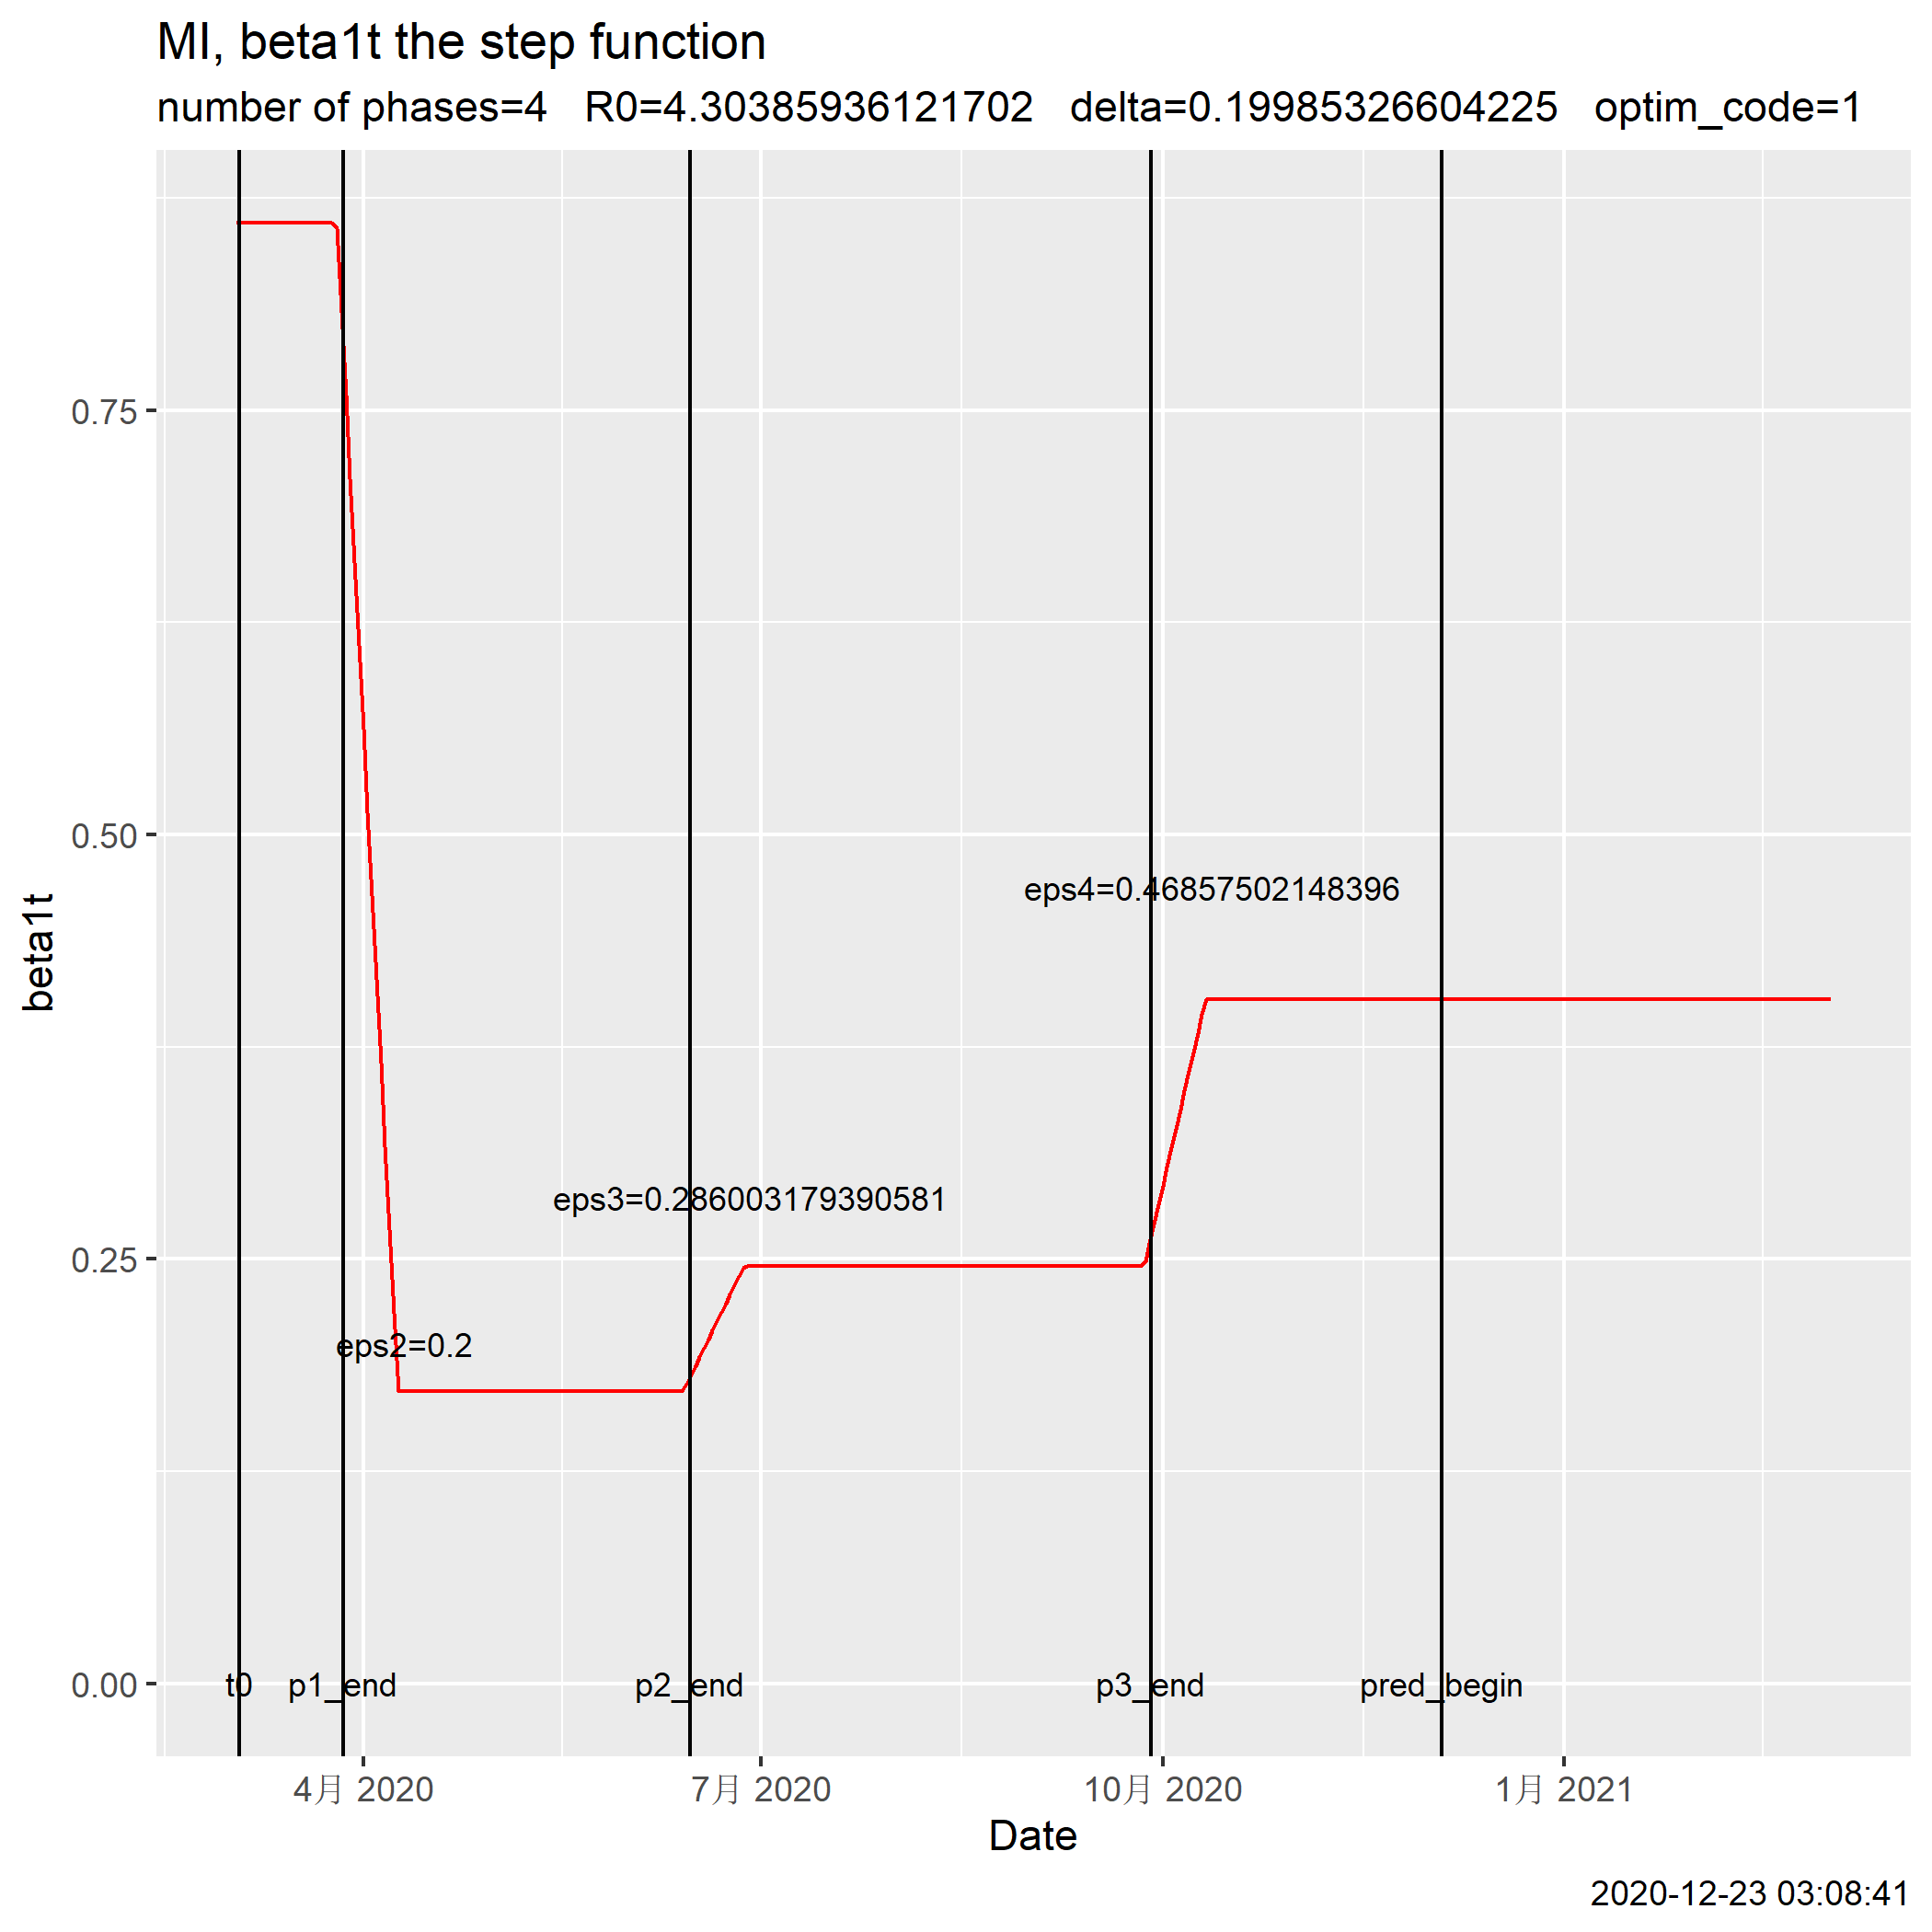 MI, beta1t the step function
number of phases=4 R0=4.30385936121702 delta=0.19985326604225 optim_code=1
0.75
0.50
0.25
0.00
beta1t
eps4=0.46857502148396
eps3=0.286003179390581
eps2=0.2
t0 p1_end p2_end p3_end pred_begin
4月 2020 7月 2020 10月 2020 1月 2021
Date
2020-12-23 03:08:41